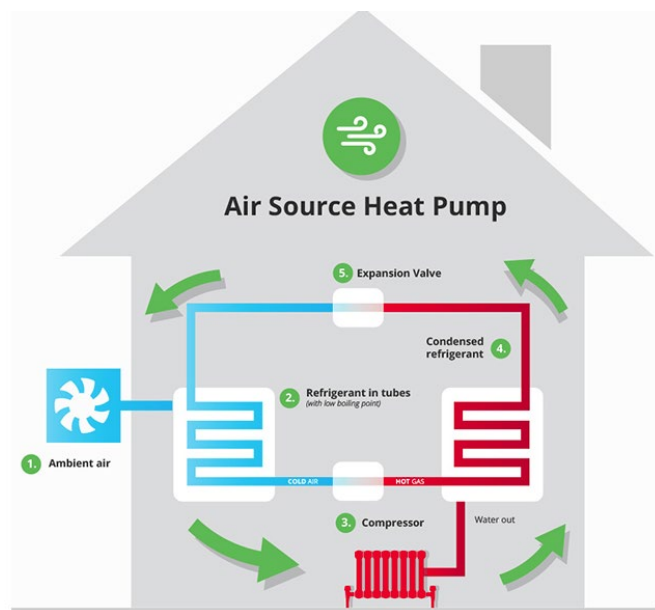 Air Source Heat Pump
5. Expansion Valve
Condensed
refrigerant
4.
2. Refrigerant in tubes
(with low boiling point)
1. Ambient air
COLD AIR
HOT GAS
3. Compressor
Water out